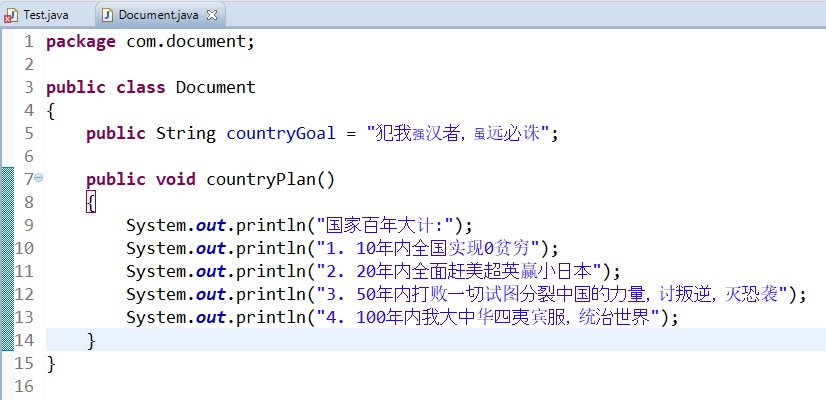 Test.java Document.java
1 package com.document;
2
3 public class Document
4 {
5 public String countryGoal = "犯我强汉者, 虽远必诛";
6
7 public void countryPlan()
8 {
9 System.out.println("国家百年大计:");
10 System.out.println("1. 10年内全国实现0贫穷");
11 System.out.println("2. 20年内全面赶美超英赢小日本");
12 System.out.println("3. 50年内打败一切试图分裂中国的力量, 讨叛逆, 灭恐袭");
13 System.out.println("4. 100年内我大中华四夷宾服, 统治世界");
14 }
15 }
16